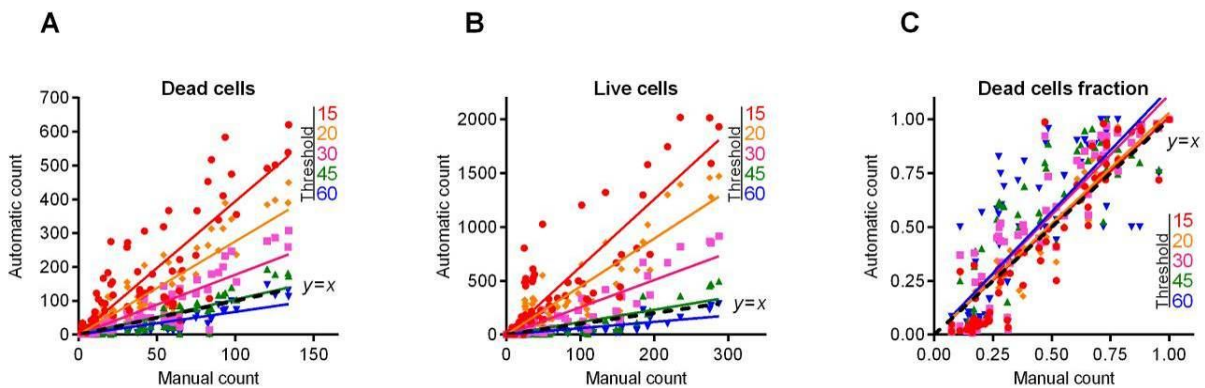 A
B
C
Dead cells
Automatic count
700
600
500
400
300
200
100
0
0
50
100
150
Manual count
Threshold
15
20
30
45
60
y=x
Live cells
Automatic count
2000
1500
1000
500
0
0
100
200
300
Manual count
Threshold
15
20
30
45
60
y=x
Dead cells fraction
Automatic count
1.00
0.75
0.50
0.25
0.00
0.00
0.25
0.50
0.75
1.00
Manual count
y=x
Threshold
15
20
30
45
60